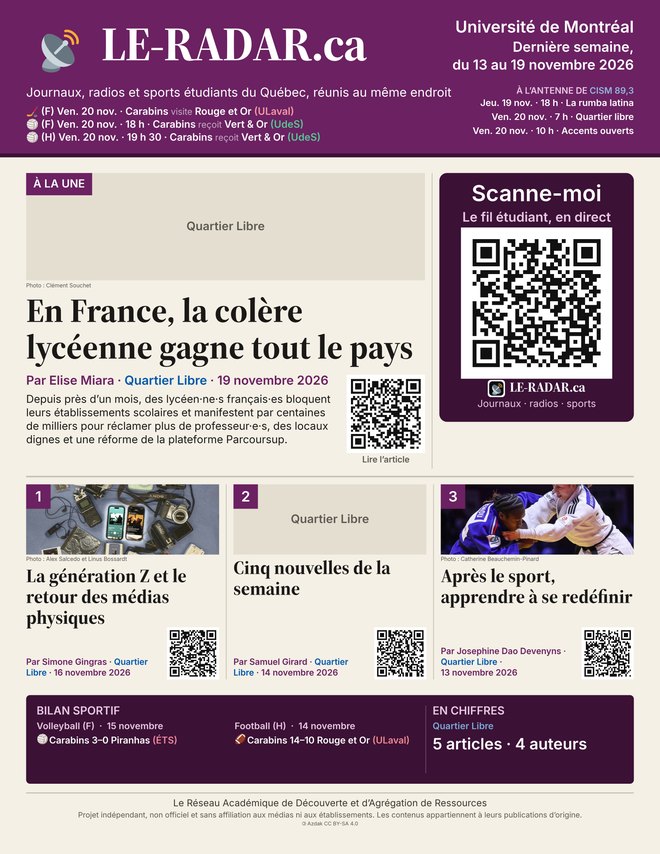 LE-RADAR.ca
Journaux, radios et sports étudiants du Québec, réunis au même endroit
(F) Ven. 20 nov. · Carabins visite Rouge et Or (ULaval)
(F) Ven. 20 nov. · 18 h · Carabins reçoit Vert & Or (UdeS)
(H) Ven. 20 nov. · 19 h 30 · Carabins reçoit Vert & Or (UdeS)
Université de Montréal
Dernière semaine,
du 13 au 19 novembre 2026
À L'ANTENNE DE CISM 89,3
Jeu. 19 nov. · 18 h · La rumba latina
Ven. 20 nov. · 7 h · Quartier libre
Ven. 20 nov. · 10 h · Accents ouverts
À LA UNE
Quartier Libre
Photo : Clément Souchet
En France, la colère
lycéenne gagne tout le pays
Par Elise Miara · Quartier Libre · 19 novembre 2026
Depuis près d'un mois, des lycéen·ne·s français·es bloquent
leurs établissements scolaires et manifestent par centaines
de milliers pour réclamer plus de professeur·e·s, des locaux
dignes et une réforme de la plateforme Parcoursup.
Lire l'article
Scanne-moi
Le fil étudiant, en direct
LE-RADAR.ca
Journaux · radios · sports
1
Photo : Alex Salcedo et Linus Bossardt
La génération Z et le
retour des médias
physiques
Par Simone Gingras · Quartier
Libre · 16 novembre 2026
2
Quartier Libre
Cinq nouvelles de la
semaine
Par Samuel Girard · Quartier
Libre · 14 novembre 2026
3
Photo : Catherine Beauchemin-Pinard
Après le sport,
apprendre à se redéfinir
Par Josephine Dao Devenyns ·
Quartier Libre ·
13 novembre 2026
BILAN SPORTIF
Volleyball (F) · 15 novembre
Carabins 3–0 Piranhas (ÉTS)
Football (H) · 14 novembre
Carabins 14–10 Rouge et Or (ULaval)
EN CHIFFRES
Quartier Libre
5 articles · 4 auteurs
Le Réseau Académique de Découverte et d'Agrégation de Ressources
Projet indépendant, non officiel et sans affiliation aux médias ni aux établissements. Les contenus appartiennent à leurs publications d'origine.
Azdak CC BY-SA 4.0